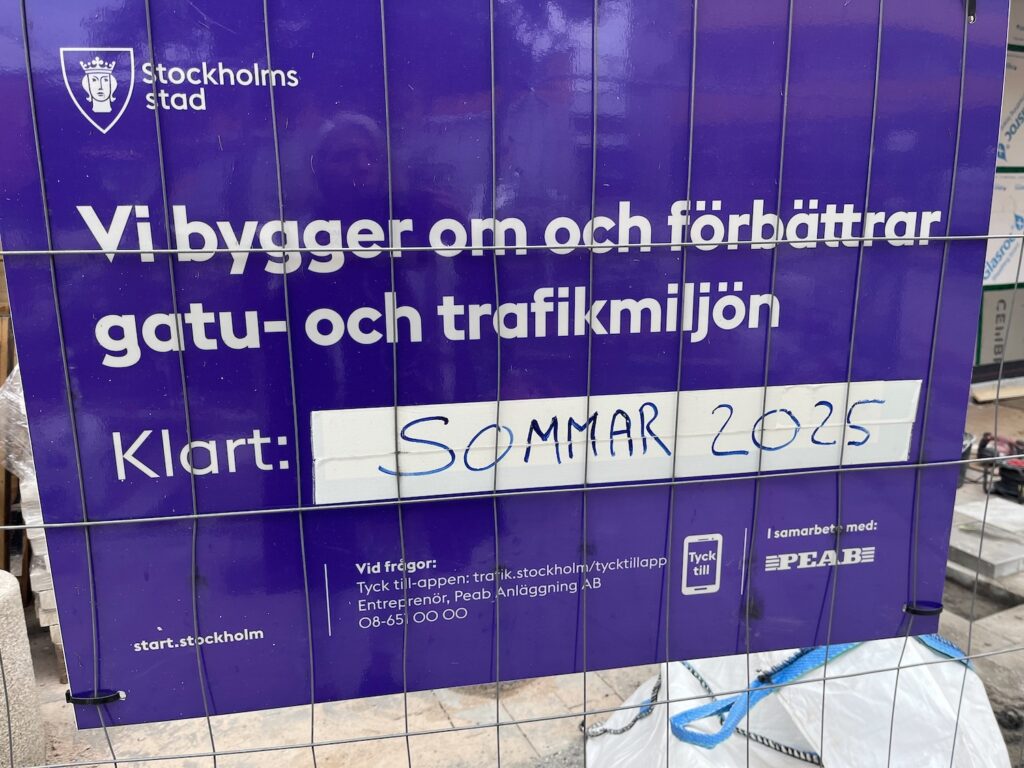 Stockholms
stad
Vi bygger om och förbättrar
gatu- och trafikmiljön
Klart: SOMMAR 2025
Vid frågor:
Tyck till-appen: trafik.stockholm/tycktillapp
Entreprenör, Peab Anläggning AB
08-651 00 00
Tyck
till
I samarbete med:
PEAB
start.stockholm
Glasroc